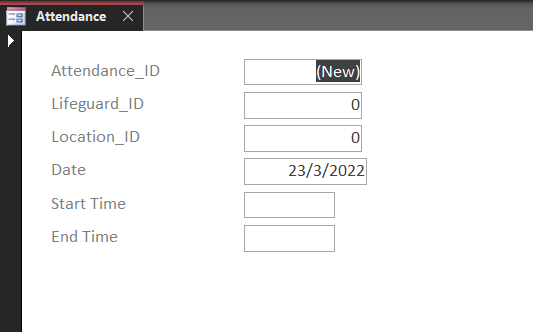 Attendance
Attendance_ID (New)
Lifeguard_ID 0
Location_ID 0
Date 23/3/2022
Start Time
End Time